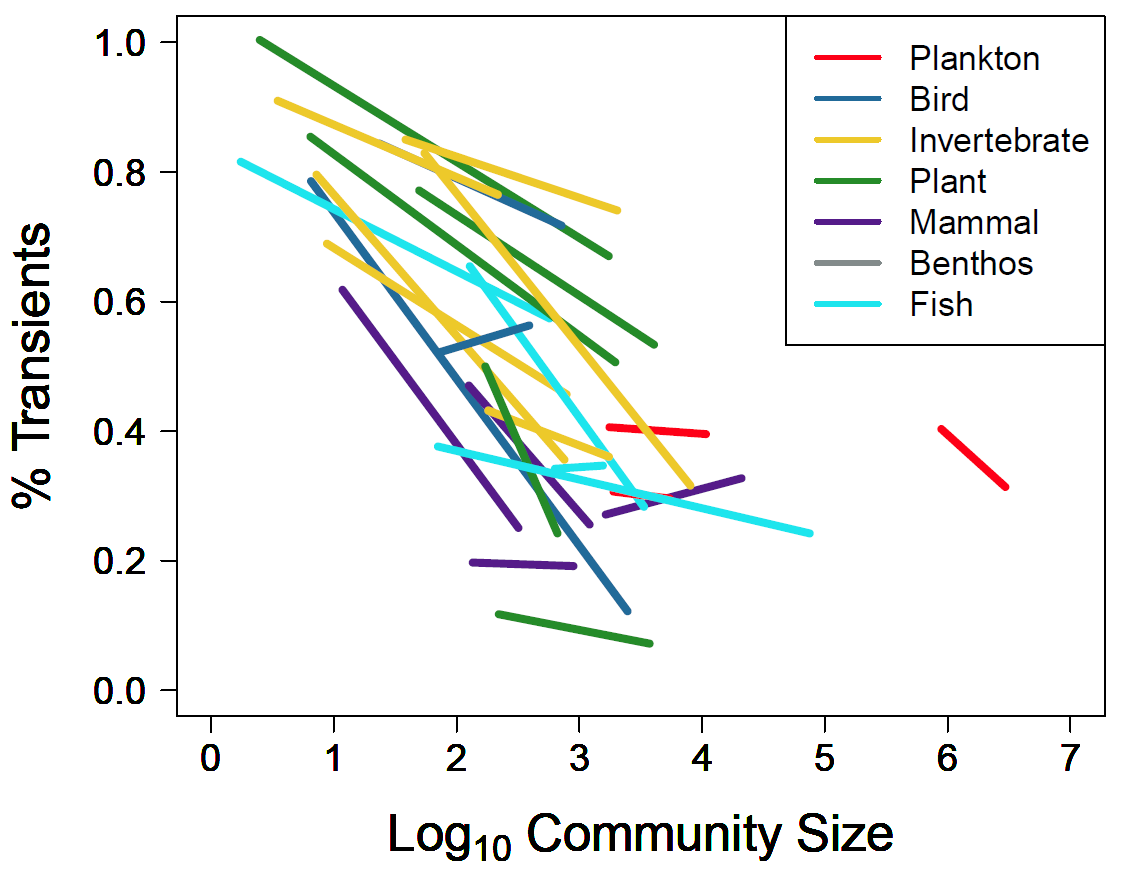 % Transients
1.0
0.8
0.6
0.4
0.2
0.0
Plankton
Bird
Invertebrate
Plant
Mammal
Benthos
Fish
0 1 2 3 4 5 6 7
Log10 Community Size